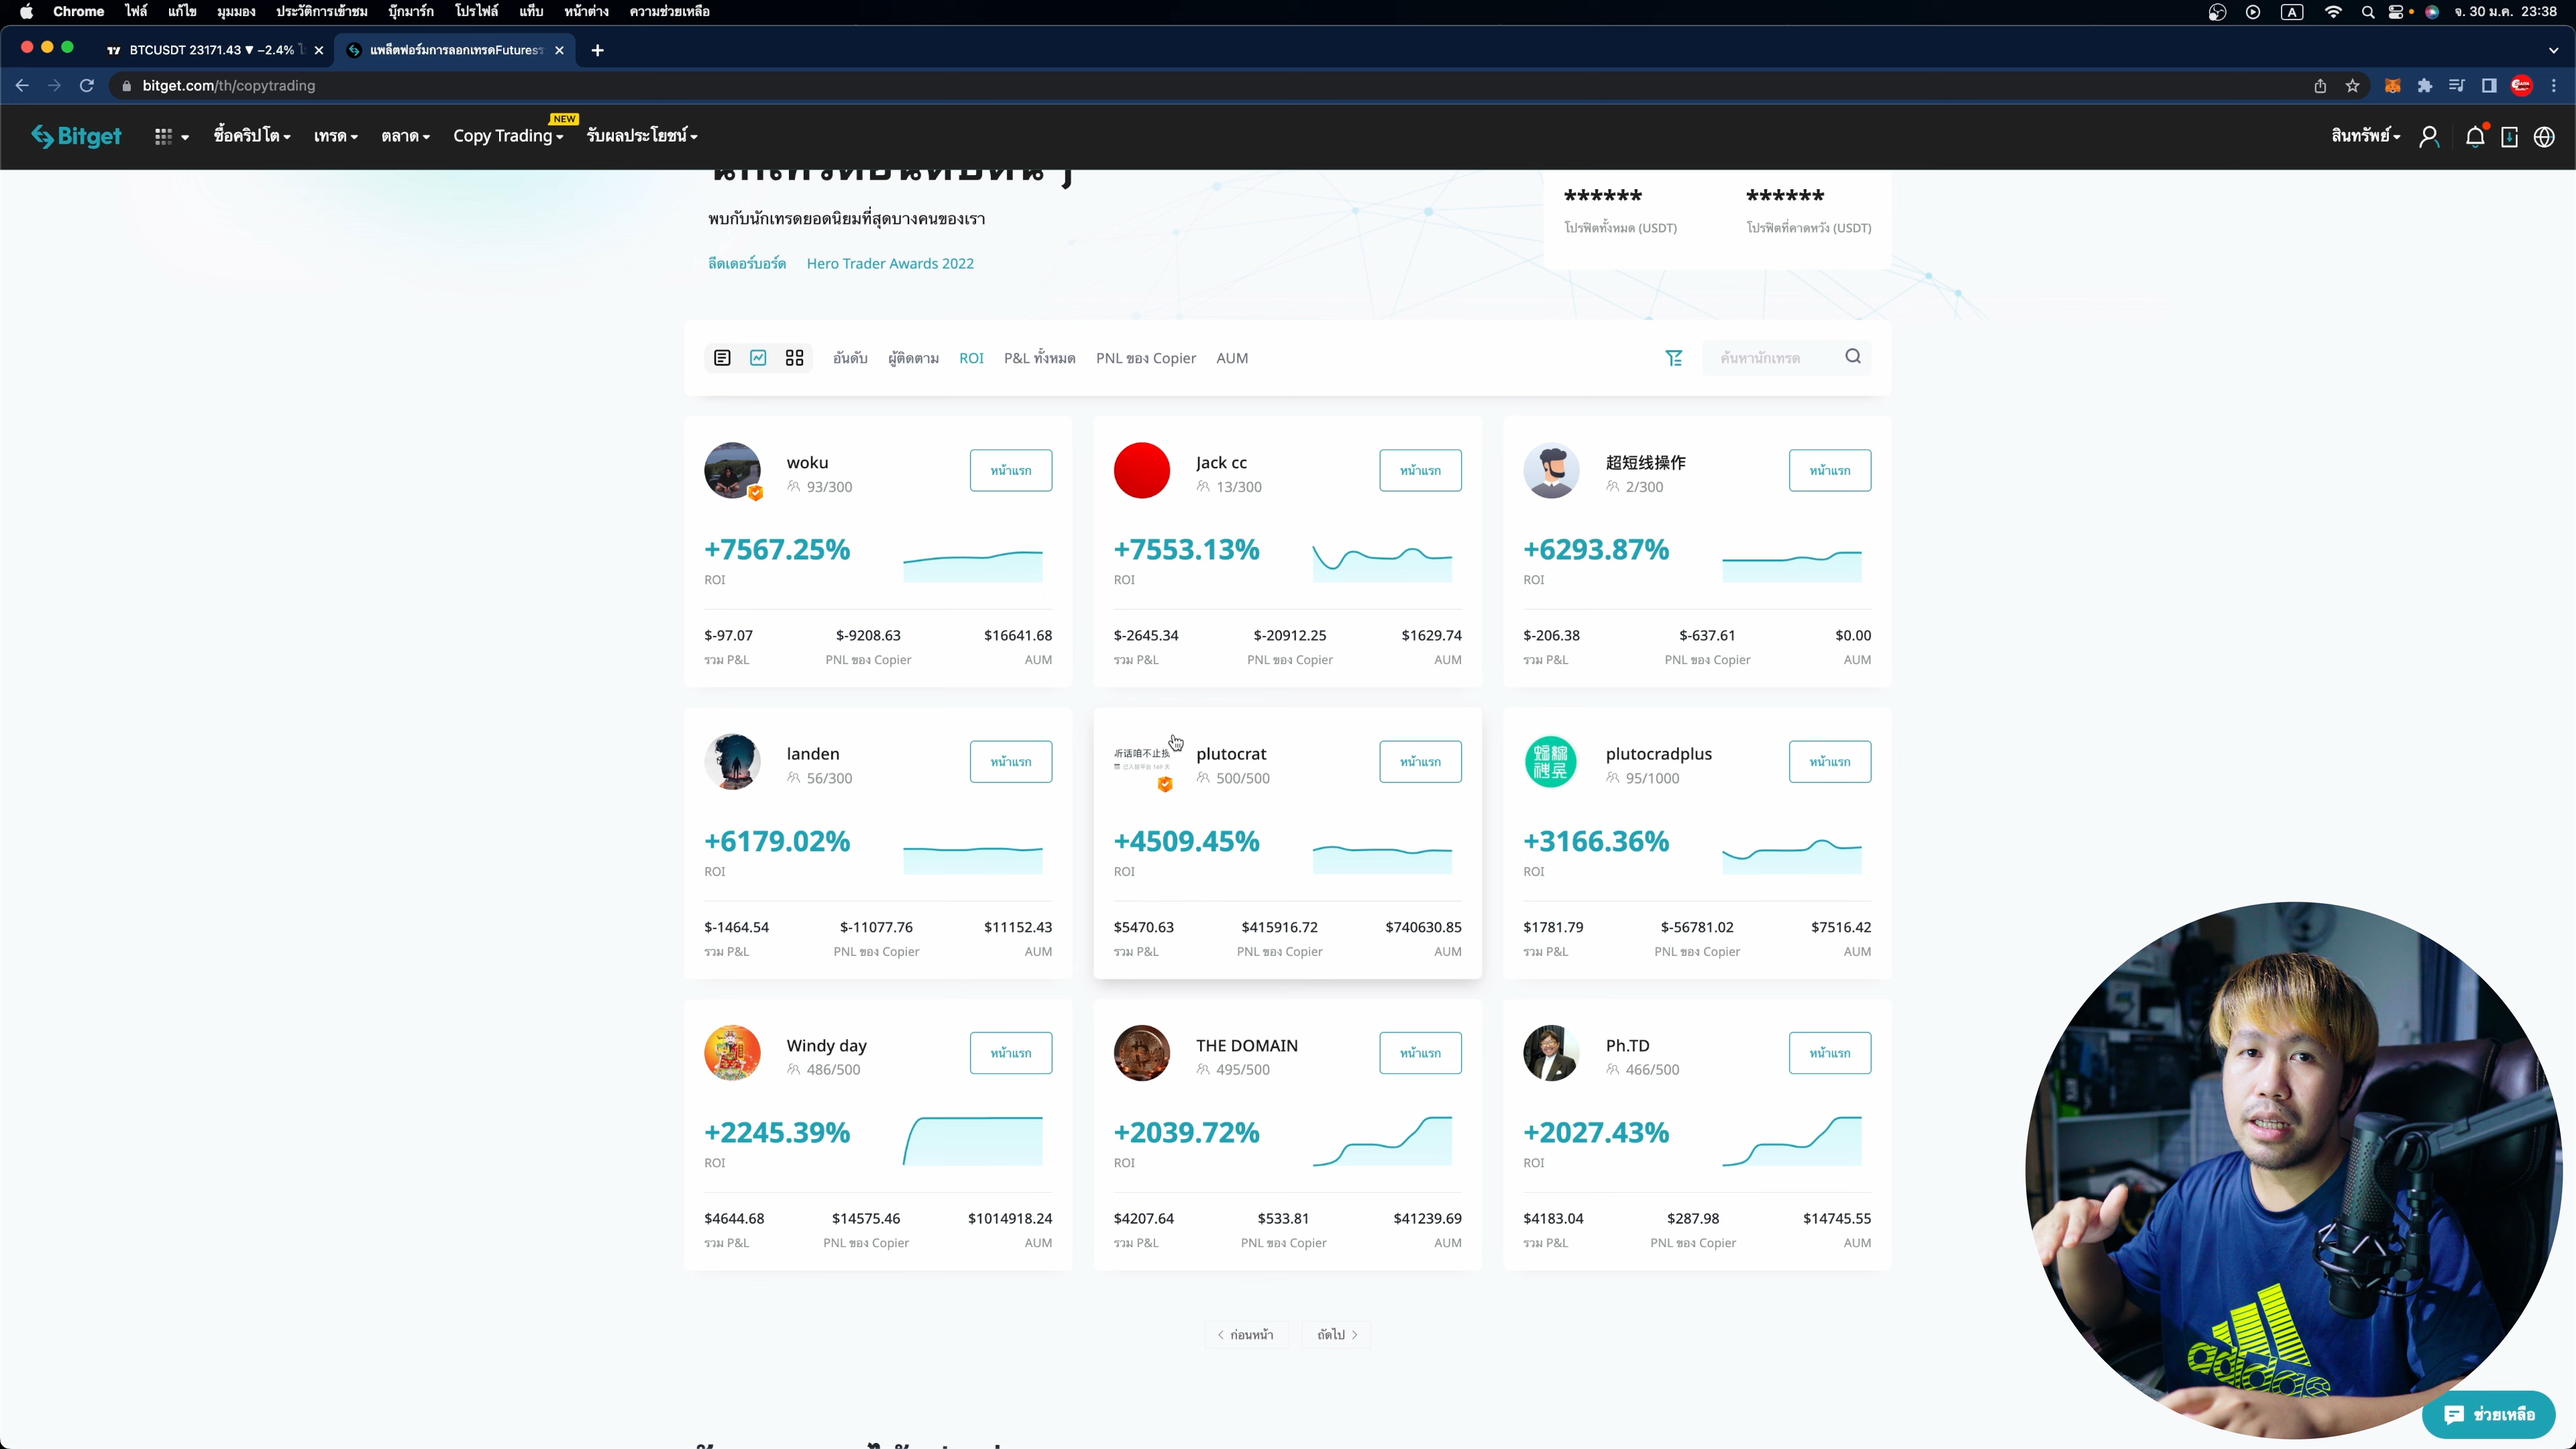 Chrome ไฟล์ แก้ไข มุมมอง ประวัติการเข้าชม บุ๊กมาร์ก โปรไฟล์ แท็บ หน้าต่าง ความช่วยเหลือ A จ. 30 ม.ค. 23:38
BTCUSDT 23171.43 ▼ −2.4% แพล็ตฟอร์มการลอกเทรดFutures
bitget.com/th/copytrading
Bitget ซื้อคริปโต เทรด ตลาด Copy Trading NEW รับผลประโยชน์ สินทรัพย์
****** ******
พบกับนักเทรดยอดนิยมที่สุดบางคนของเรา
โปรฟิตทั้งหมด (USDT) โปรฟิตที่คาดหวัง (USDT)
ลีดเดอร์บอร์ด Hero Trader Awards 2022
อันดับ ผู้ติดตาม ROI P&L ทั้งหมด PNL ของ Copier AUM ค้นหานักเทรด
woku หน้าแรก Jack cc หน้าแรก 超短线操作 หน้าแรก
93/300 13/300 2/300
+7567.25% +7553.13% +6293.87%
ROI ROI ROI
$-97.07 $-9208.63 $16641.68 $-2645.34 $-20912.25 $1629.74 $-206.38 $-637.61 $0.00
รวม P&L PNL ของ Copier AUM รวม P&L PNL ของ Copier AUM รวม P&L PNL ของ Copier AUM
landen หน้าแรก 听话咱不止损 plutocrat หน้าแรก plutocradplus หน้าแรก
56/300 500/500 95/1000
+6179.02% +4509.45% +3166.36%
ROI ROI ROI
$-1464.54 $-11077.76 $11152.43 $5470.63 $415916.72 $740630.85 $1781.79 $-56781.02 $7516.42
รวม P&L PNL ของ Copier AUM รวม P&L PNL ของ Copier AUM รวม P&L PNL ของ Copier AUM
Windy day หน้าแรก THE DOMAIN หน้าแรก Ph.TD หน้าแรก
486/500 495/500 466/500
+2245.39% +2039.72% +2027.43%
ROI ROI ROI
$4644.68 $14575.46 $1014918.24 $4207.64 $533.81 $41239.69 $4183.04 $287.98 $14745.55
รวม P&L PNL ของ Copier AUM รวม P&L PNL ของ Copier AUM รวม P&L PNL ของ Copier AUM
ก่อนหน้า ถัดไป
adidas
ช่วยเหลือ